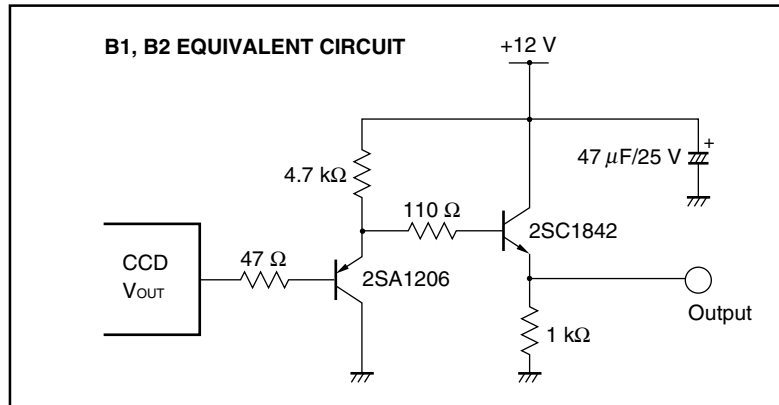 B1, B2 EQUIVALENT CIRCUIT
+12 V
4.7 kΩ
47 μF/25 V
+
110 Ω
2SC1842
CCD
VOUT
47 Ω
2SA1206
Output
1 kΩ